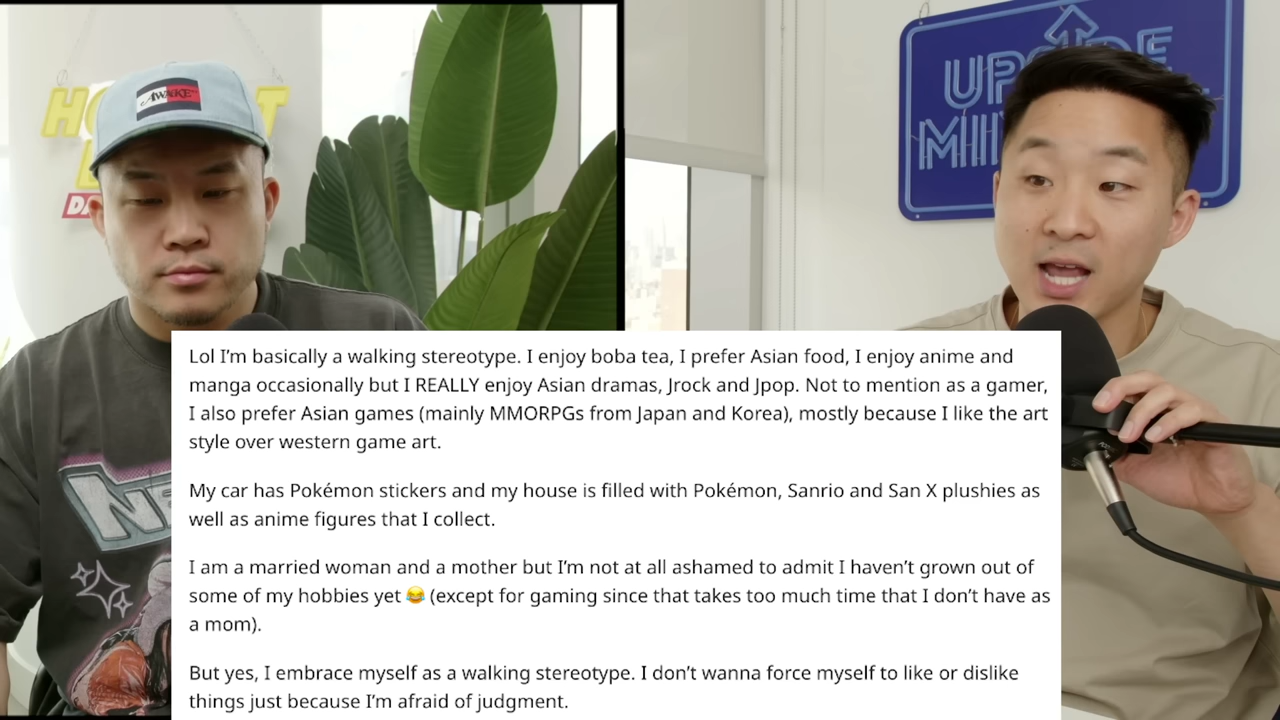 AWAKE
Lol I'm basically a walking stereotype. I enjoy boba tea, I prefer Asian food, I enjoy anime and
manga occasionally but I REALLY enjoy Asian dramas, Jrock and Jpop. Not to mention as a gamer,
I also prefer Asian games (mainly MMORPGs from Japan and Korea), mostly because I like the art
style over western game art.
My car has Pokémon stickers and my house is filled with Pokémon, Sanrio and San X plushies as
well as anime figures that I collect.
I am a married woman and a mother but I'm not at all ashamed to admit I haven't grown out of
some of my hobbies yet 😂 (except for gaming since that takes too much time that I don't have as
a mom).
But yes, I embrace myself as a walking stereotype. I don't wanna force myself to like or dislike
things just because I'm afraid of judgment.